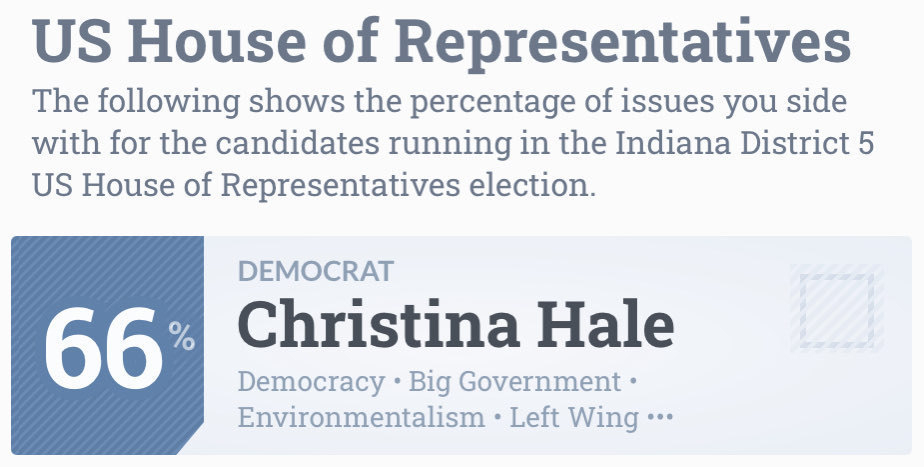 US House of Representatives
The following shows the percentage of issues you side
with for the candidates running in the Indiana District 5
US House of Representatives election.
66%
DEMOCRAT
Christina Hale
Democracy • Big Government •
Environmentalism • Left Wing •••